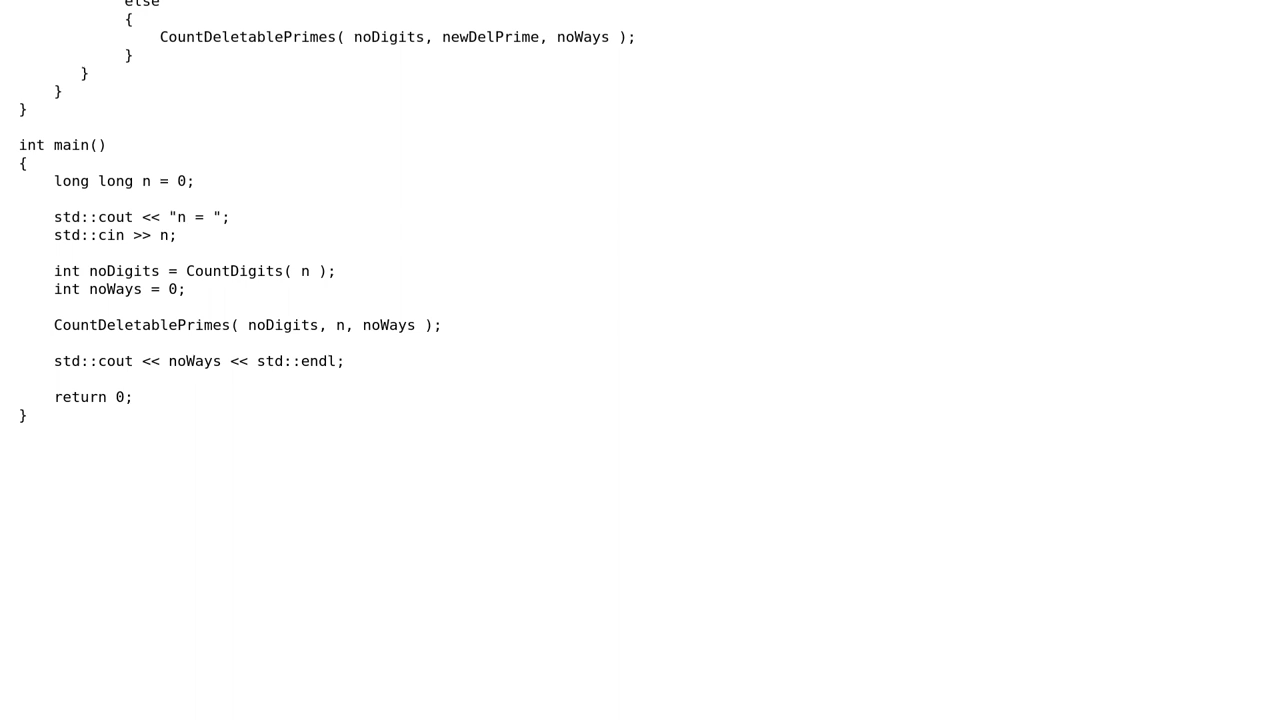 else
{
CountDeletablePrimes( noDigits, newDelPrime, noWays );
}
}
}
}
int main()
{
long long n = 0;
std::cout << "n = ";
std::cin >> n;
int noDigits = CountDigits( n );
int noWays = 0;
CountDeletablePrimes( noDigits, n, noWays );
std::cout << noWays << std::endl;
return 0;
}